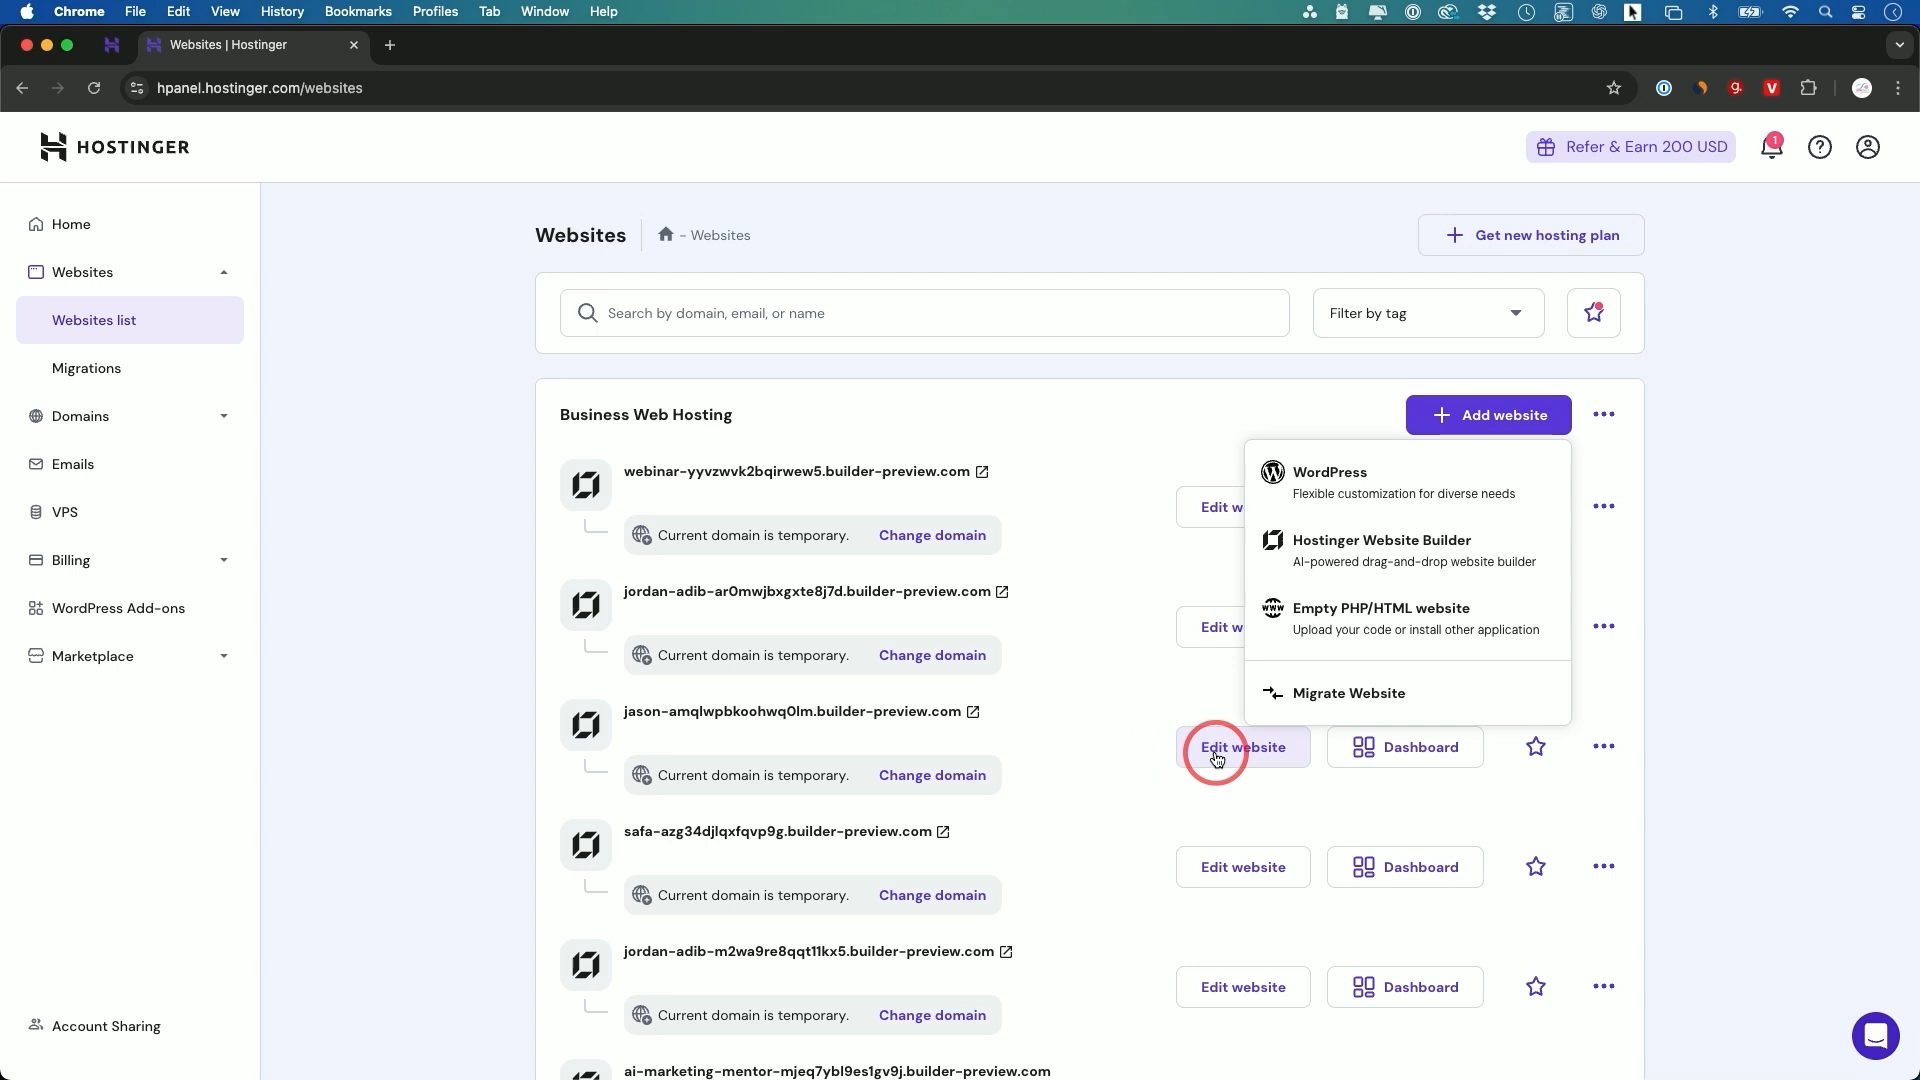 Chrome File Edit View History Bookmarks Profiles Tab Window Help
Websites | Hostinger
hpanel.hostinger.com/websites
HOSTINGER
Refer & Earn 200 USD
1
Home
Websites
Websites list
Migrations
Domains
Emails
VPS
Billing
WordPress Add-ons
Marketplace
Account Sharing
Websites
- Websites
Get new hosting plan
Search by domain, email, or name
Filter by tag
Business Web Hosting
Add website
WordPress
Flexible customization for diverse needs
Hostinger Website Builder
AI-powered drag-and-drop website builder
Empty PHP/HTML website
Upload your code or install other application
Migrate Website
webinar-yyvzwvk2bqirwew5.builder-preview.com
Edit w
Current domain is temporary. Change domain
jordan-adib-ar0mwjbxgxte8j7d.builder-preview.com
Edit w
Current domain is temporary. Change domain
jason-amqlwpbkoohwq0lm.builder-preview.com
Edit website Dashboard
Current domain is temporary. Change domain
safa-azg34djlqxfqvp9g.builder-preview.com
Edit website Dashboard
Current domain is temporary. Change domain
jordan-adib-m2wa9re8qqt11kx5.builder-preview.com
Edit website Dashboard
Current domain is temporary. Change domain
ai-marketing-mentor-mjeq7ybl9es1gv9j.builder-preview.com